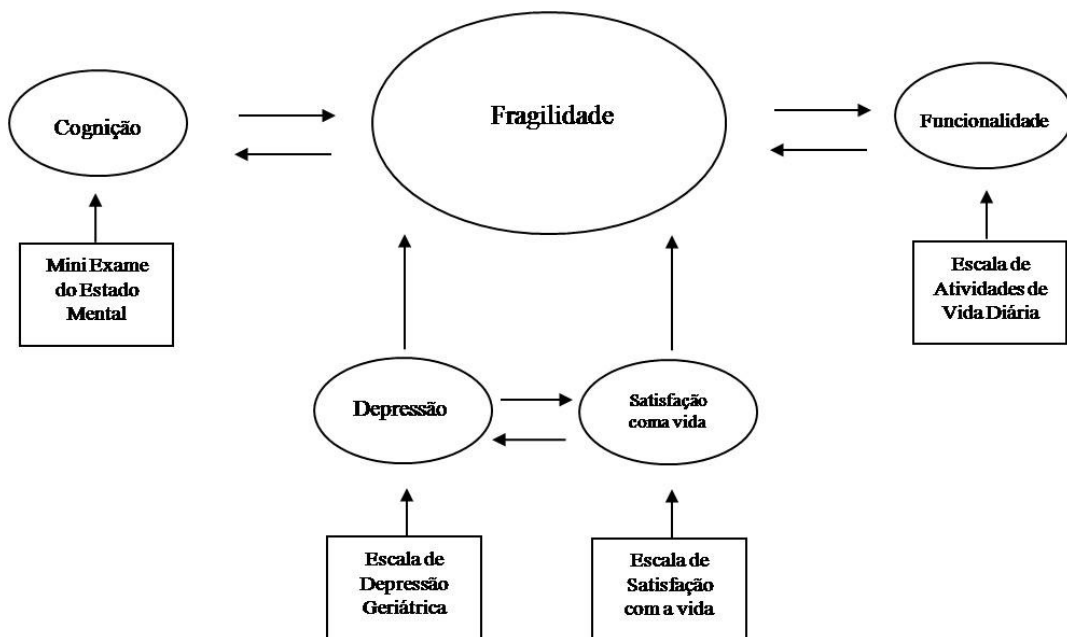 Fragilidade
Cognição
Funcionalidade
Mini Exame
do Estado
Mental
Escala de
Atividades de
Vida Diária
Depressão
Satisfação
coma vida
Escala de
Depressão
Geriátrica
Escala de
Satisfação
com a vida